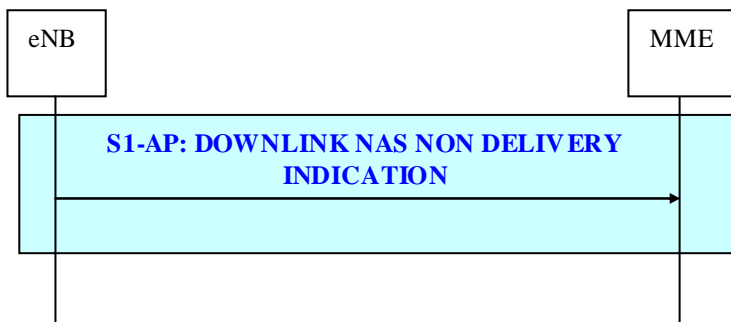 eNB
MME
S1-AP: DOWNLINK NAS NON DELIVERY
INDICATION